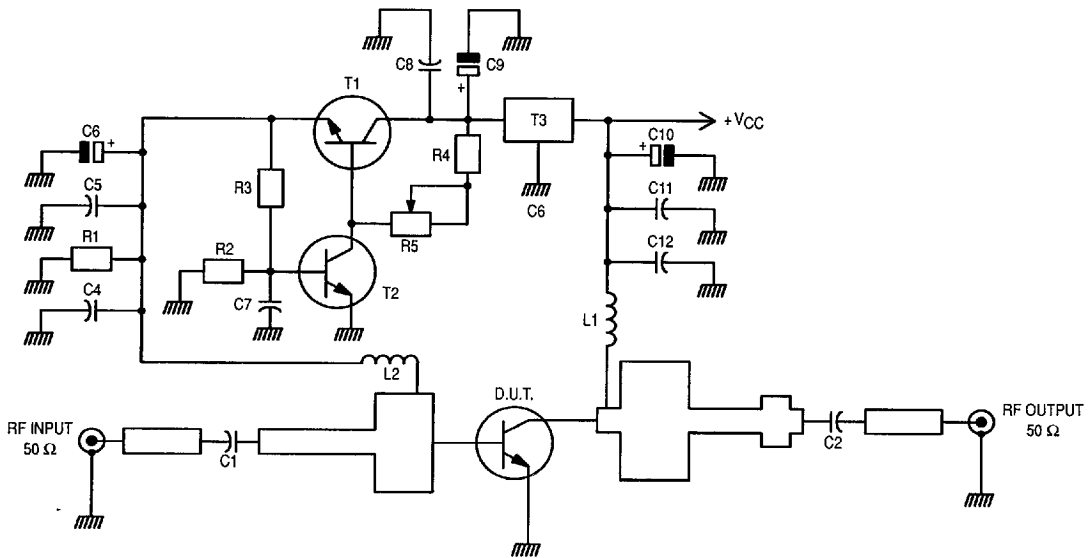 C8
C9
+
T1
T3
+ VCC
C6
+
C10
+
R4
C5
R3
C11
C6
R5
R1
R2
C12
C4
C7
T2
L1
L2
D.U.T.
RF INPUT
50 Ω
C1
C2
RF OUTPUT
50 Ω